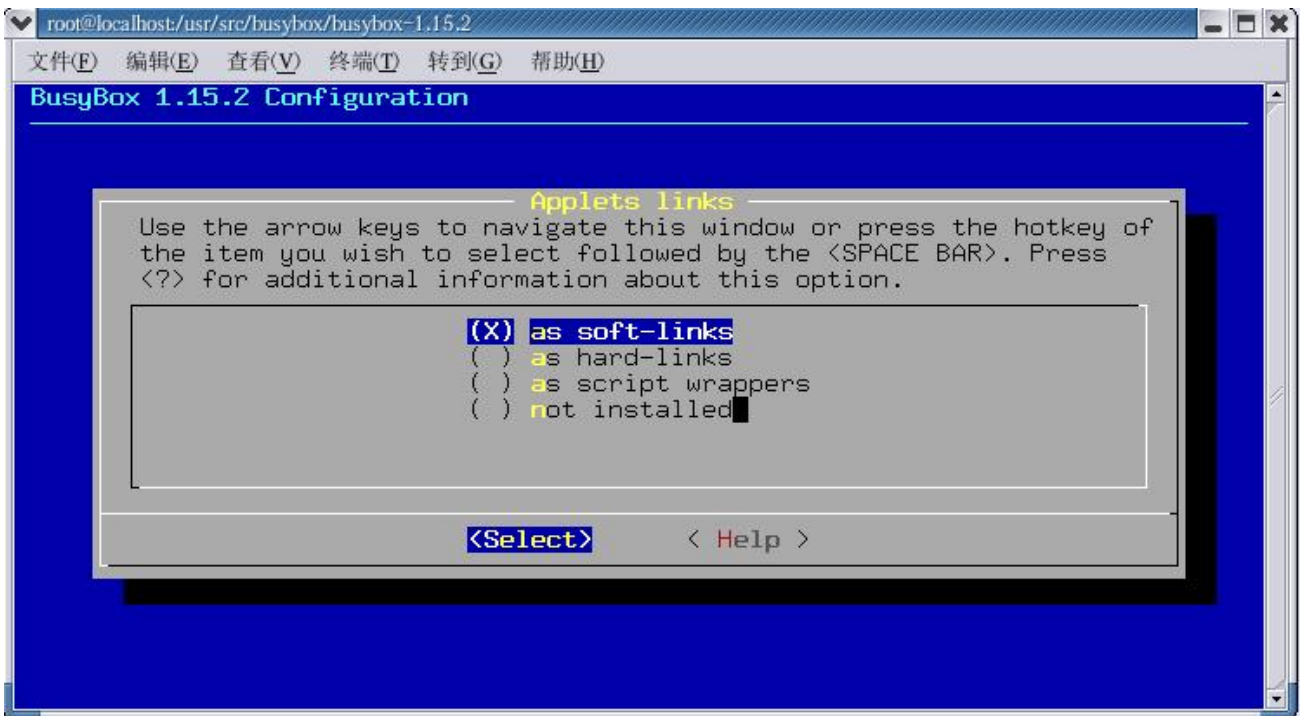 root@localhost:/usr/src/busybox/busybox-1.15.2
文件(F) 编辑(E) 查看(V) 终端(T) 转到(G) 帮助(H)
BusyBox 1.15.2 Configuration
Applets links
Use the arrow keys to navigate this window or press the hotkey of
the item you wish to select followed by the <SPACE BAR>. Press
<?> for additional information about this option.
(X) as soft-links
( ) as hard-links
( ) as script wrappers
( ) not installed
<Select> < Help >